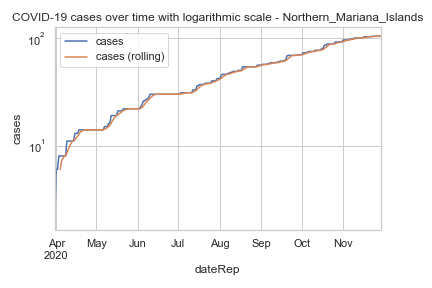 COVID-19 cases over time with logarithmic scale - Northern_Mariana_Islands
cases
cases (rolling)
10²
10¹
cases
Apr May Jun Jul Aug Sep Oct Nov
2020
dateRep